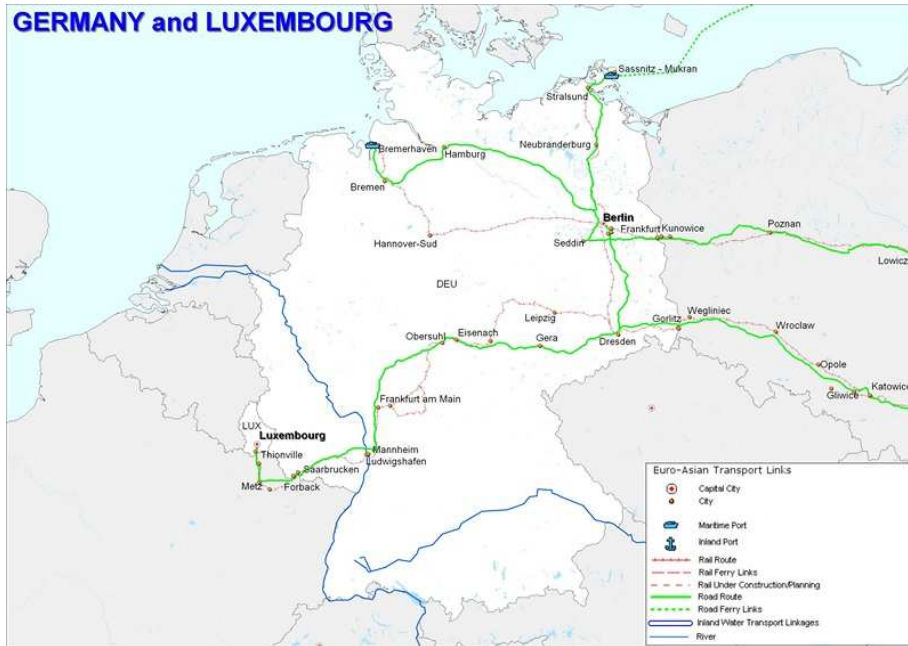 GERMANY and LUXEMBOURG
Sassnitz - Mukran
Stralsund
Neubranderburg
Bremerhaven
Hamburg
Bremen
Berlin
Hannover-Sud
Seddin
Frankfurt
Kunowice
Poznan
Lowicz
DEU
Leipzig
Gorlitz
Wegliniec
Obersuhl
Eisenach
Gera
Dresden
Wroclaw
Opole
Gliwice
Katowice
Frankfurt am Main
LUX
Luxembourg
Thionville
Mannheim
Ludwigshafen
Saarbrucken
Metz
Forback
Euro-Asian Transport Links
Capital City
City
Maritime Port
Inland Port
Rail Route
Rail Ferry Links
Rail Under Construction/Planning
Road Route
Road Ferry Links
Inland Water Transport Linkages
River